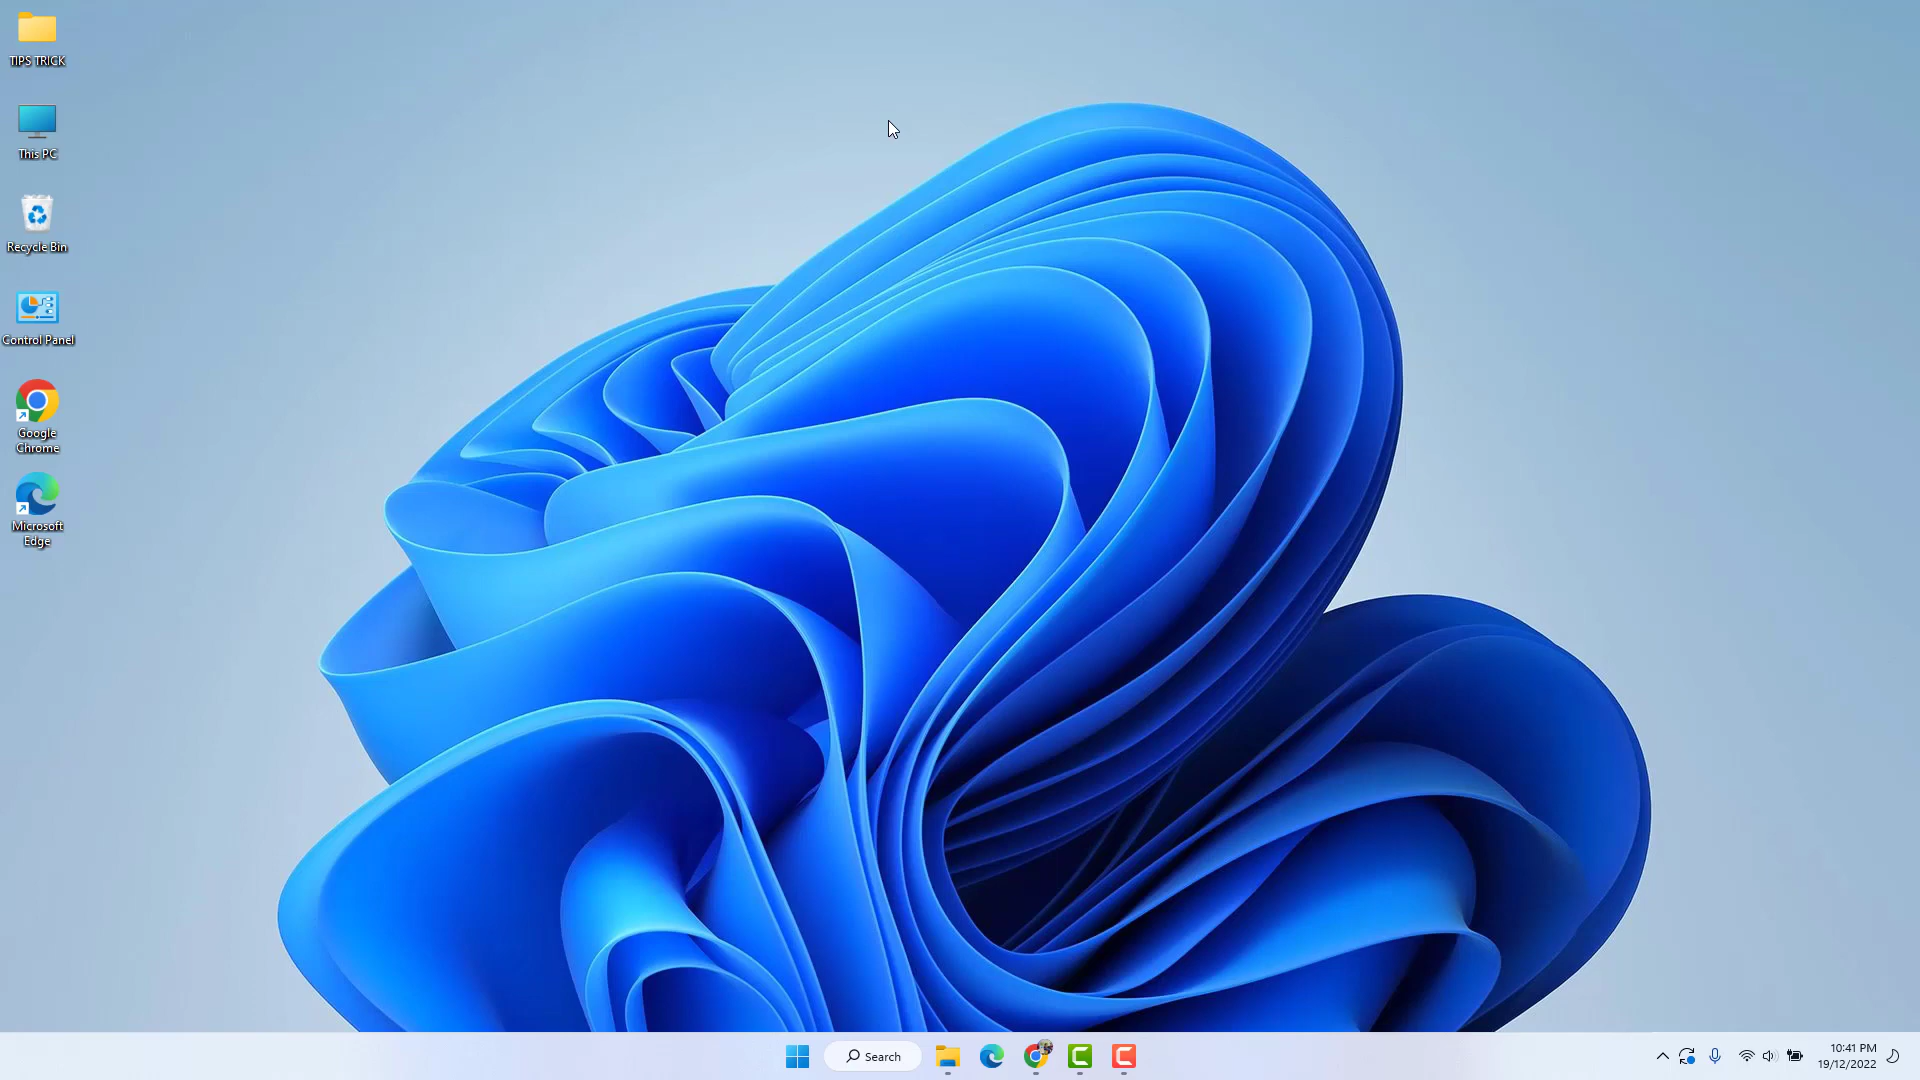 TIPS TRICK
This PC
Recycle Bin
Control Panel
Google
Chrome
Microsoft
Edge
Search
10:41 PM
19/12/2022